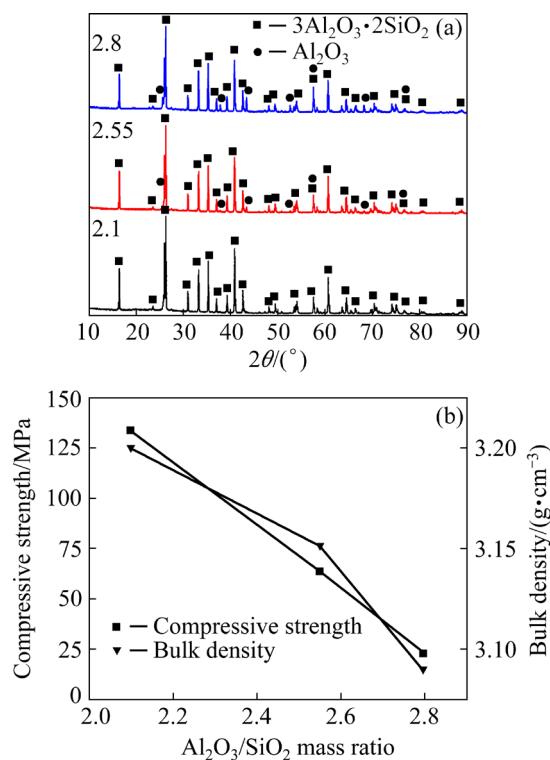 ■ — 3Al₂O₃•2SiO₂ (a)
● — Al₂O₃
2.8
2.55
2.1
10 20 30 40 50 60 70 80 90
2θ/(°)
(b)
Compressive strength/MPa
150
125
100
75
50
25
0
■ — Compressive strength
▼ — Bulk density
3.20
3.15
3.10
Bulk density/(g•cm⁻³)
2.0 2.2 2.4 2.6 2.8
Al₂O₃/SiO₂ mass ratio